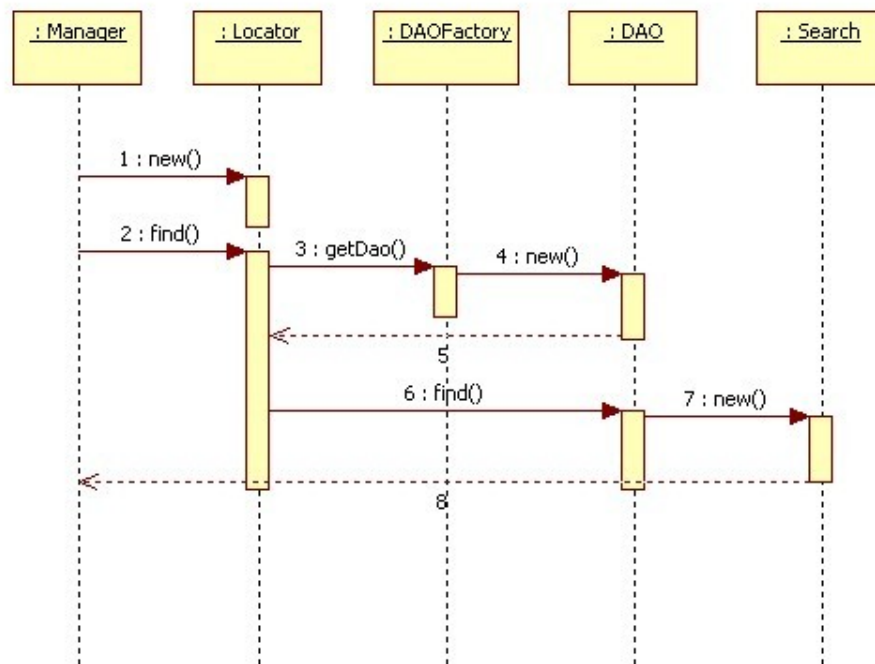 : Manager
: Locator
: DAOFactory
: DAO
: Search
1 : new()
2 : find()
3 : getDao()
4 : new()
5
6 : find()
7 : new()
8